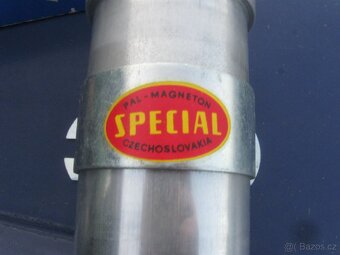 PAL - MAGNETON
SPECIAL
CZECHOSLOVAKIA
Bazos.cz